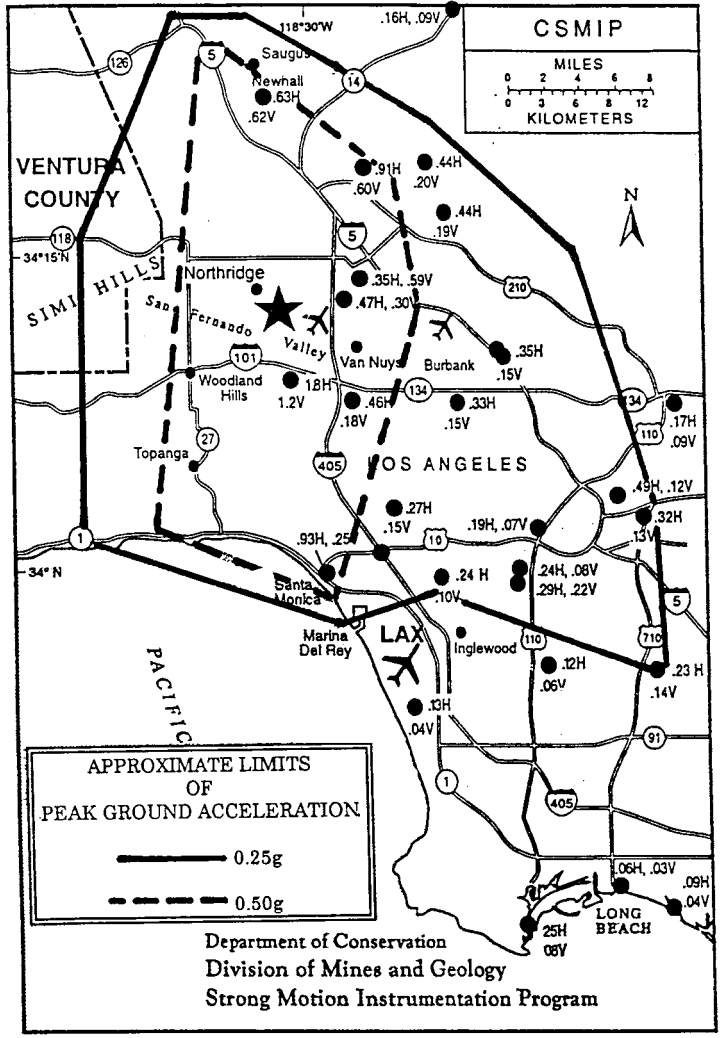 118°30'W
.16H, .09V
CSMIP
MILES
0 2 4 6 8
0 3 6 9 12
KILOMETERS
126
5
Saugus
Newhall
14
.63H
.62V
VENTURA
COUNTY
.91H
.60V
.44H
.20V
.44H
.19V
N
118
34°15'N
5
SIMI HILLS
Northridge
.35H, .59V
.47H, .30V
210
San Fernando Valley
Van Nuys
Burbank
.35H
.15V
101
Woodland
Hills
1.8H
1.2V
.46H
.18V
134
.33H
.15V
134
.17H
.09V
110
27
Topanga
405
LOS ANGELES
.49H, .12V
.27H
.15V
.19H, .07V
.32H
.13V
1
.93H, .25
10
34° N
Santa
Monica
.24 H
.10V
.24H, .08V
.29H, .22V
5
Marina
Del Rey
LAX
Inglewood
110
710
.12H
.06V
.23 H
.14V
PACIFIC
.13H
.04V
91
APPROXIMATE LIMITS
OF
PEAK GROUND ACCELERATION
0.25g
0.50g
1
405
.06H, .03V
.09H
.04V
LONG
BEACH
25H
08V
Department of Conservation
Division of Mines and Geology
Strong Motion Instrumentation Program